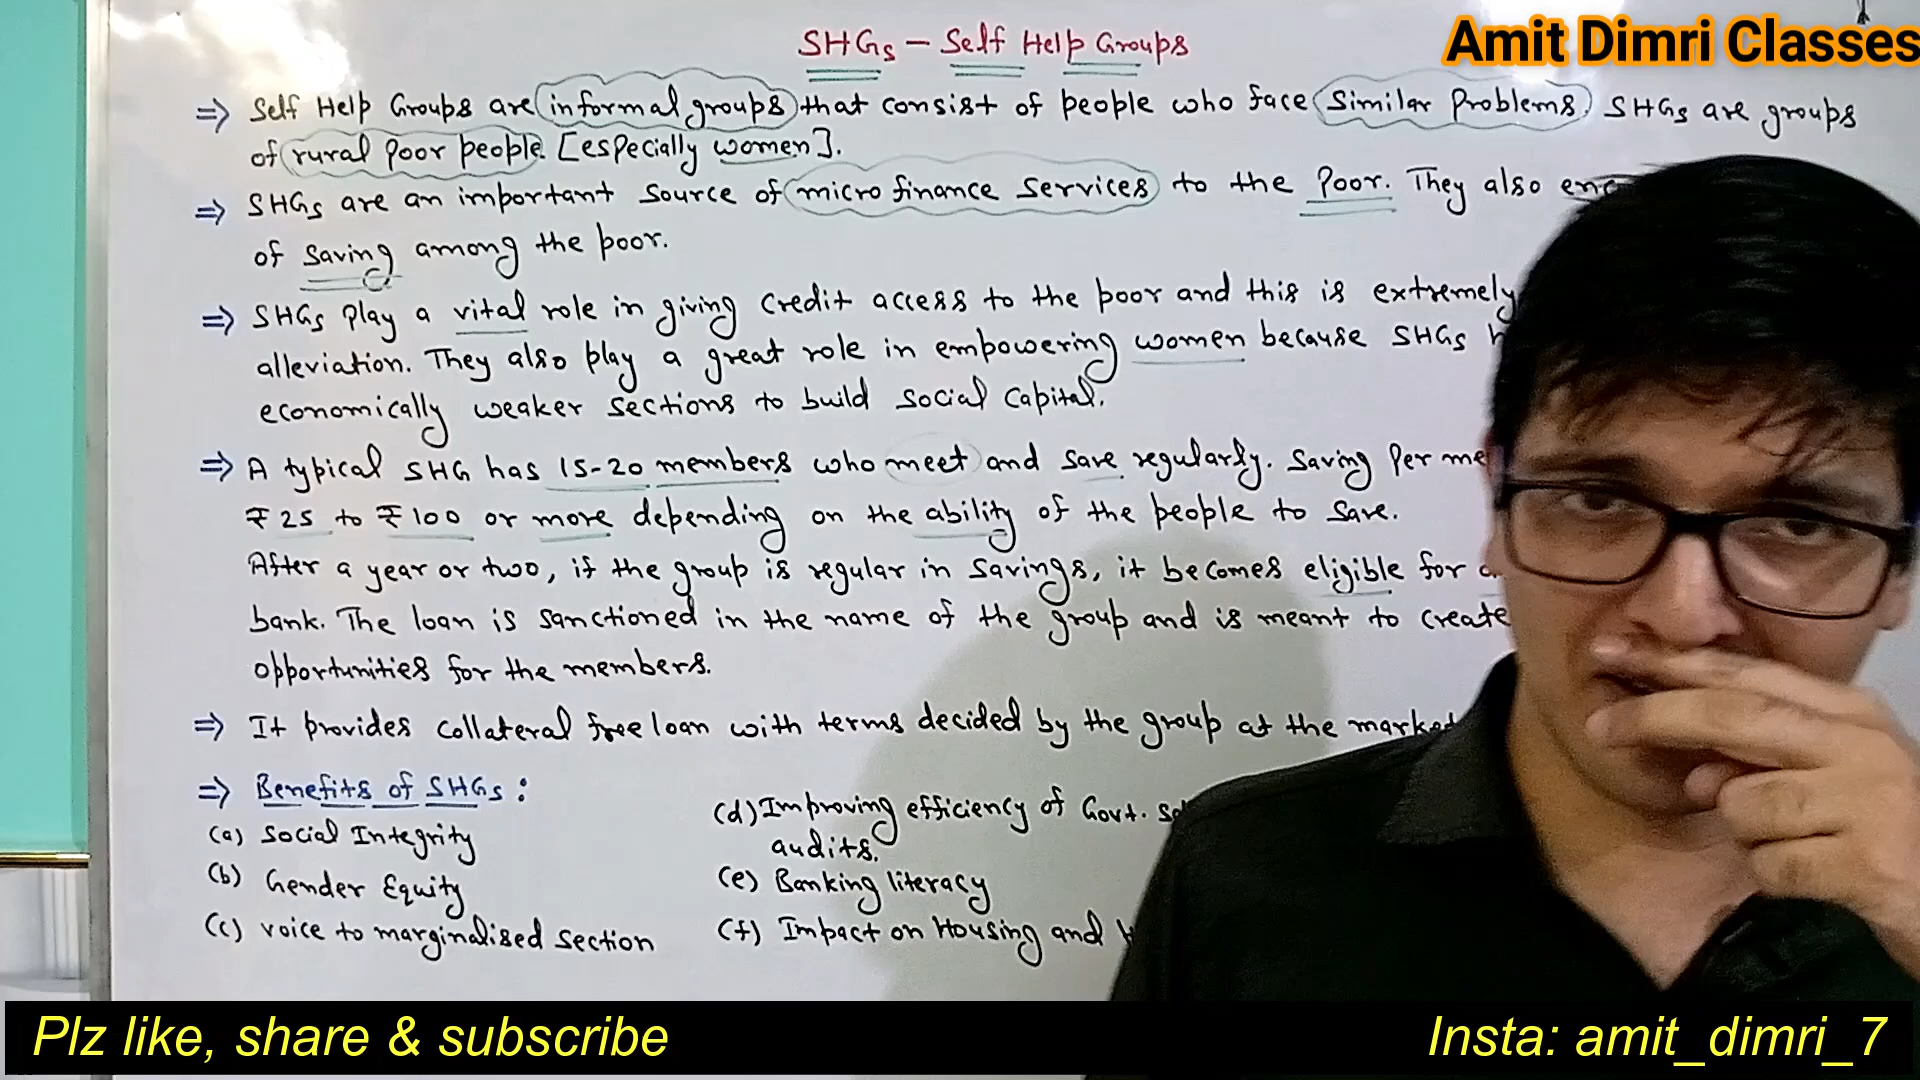 SHGs – Self Help Groups
Amit Dimri Classes
⇒ Self Help Groups are informal groups that consist of people who face similar problems. SHGs are groups
of rural poor people. [especially women].
⇒ SHGs are an important source of micro finance services to the poor. They also
of saving among the poor.
⇒ SHGs play a vital role in giving credit access to the poor and this is extremely
alleviation. They also play a great role in empowering women because SHGs
economically weaker sections to build social capital.
⇒ A typical SHG has 15-20 members who meet and save regularly. Saving per
₹25 to ₹100 or more depending on the ability of the people to save.
After a year or two, if the group is regular in savings, it becomes eligible for
bank. The loan is sanctioned in the name of the group and is meant to create
opportunities for the members.
⇒ It provides collateral free loan with terms decided by the group at the market
⇒ Benefits of SHGs :
(a) Social Integrity
(b) Gender Equity
(c) voice to marginalised section
(d) Improving efficiency of Govt.
audits.
(e) Banking literacy
(f) Impact on Housing and
Plz like, share & subscribe
Insta: amit_dimri_7